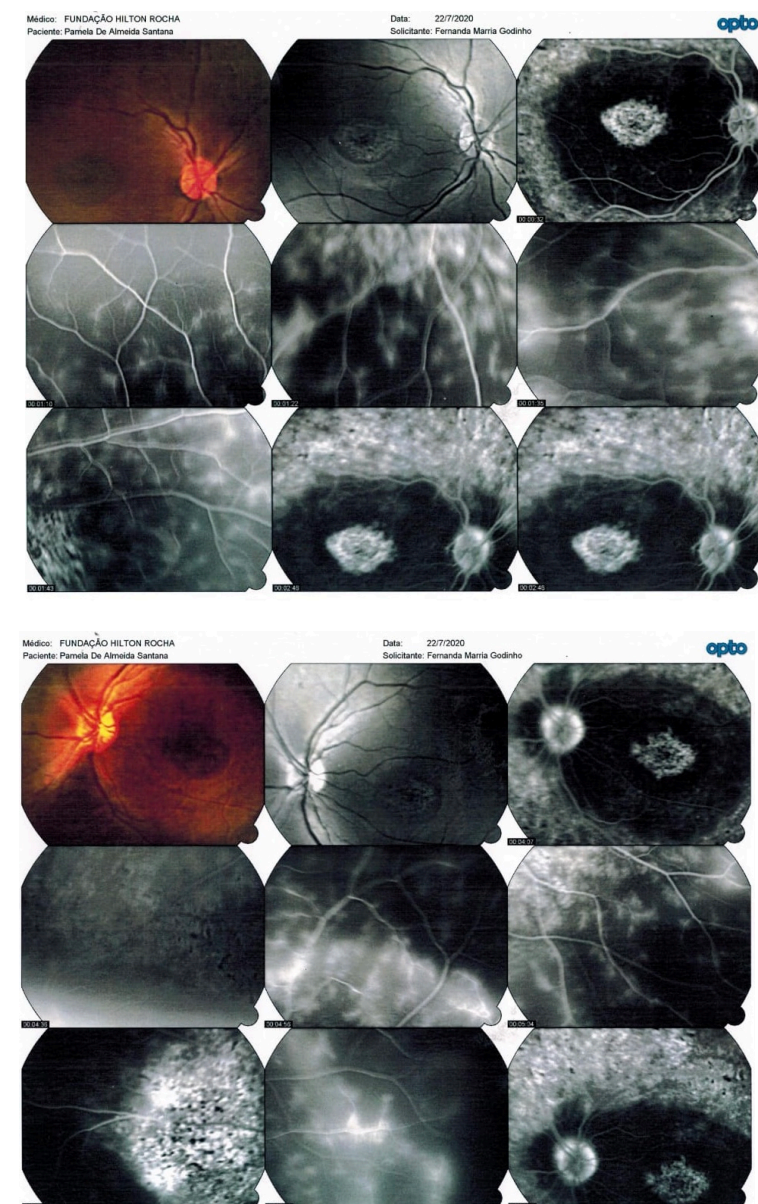 Médico: FUNDAÇÃO HILTON ROCHA
Data: 22/7/2020
opto
Paciente: Pamela De Almeida Santana
Solicitante: Fernanda Marria Godinho
00:00:32
00:01:10
00:01:22
00:01:35
00:01:43
00:02:40
00:02:46
Médico: FUNDAÇÃO HILTON ROCHA
Data: 22/7/2020
opto
Paciente: Pamela De Almeida Santana
Solicitante: Fernanda Marria Godinho
00:04:07
00:04:36
00:04:56
00:05:04